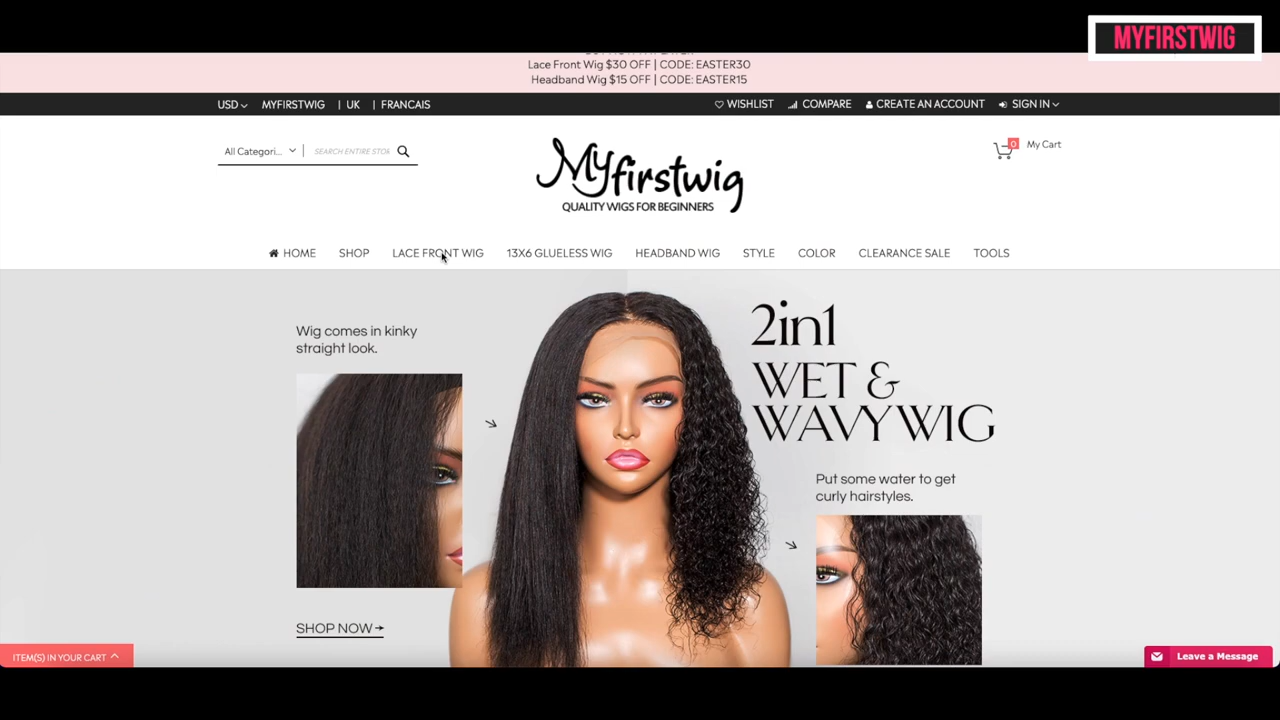 MYFIRSTWIG
Lace Front Wig $30 OFF | CODE: EASTER30
Headband Wig $15 OFF | CODE: EASTER15
USD MYFIRSTWIG | UK | FRANCAIS
WISHLIST COMPARE CREATE AN ACCOUNT SIGN IN
All Categori... SEARCH ENTIRE STOR
Myfirstwig
QUALITY WIGS FOR BEGINNERS
0 My Cart
HOME SHOP LACE FRONT WIG 13X6 GLUELESS WIG HEADBAND WIG STYLE COLOR CLEARANCE SALE TOOLS
Wig comes in kinky
straight look.
2in1
WET &
WAVY WIG
Put some water to get
curly hairstyles.
SHOP NOW
ITEM(S) IN YOUR CART
Leave a Message